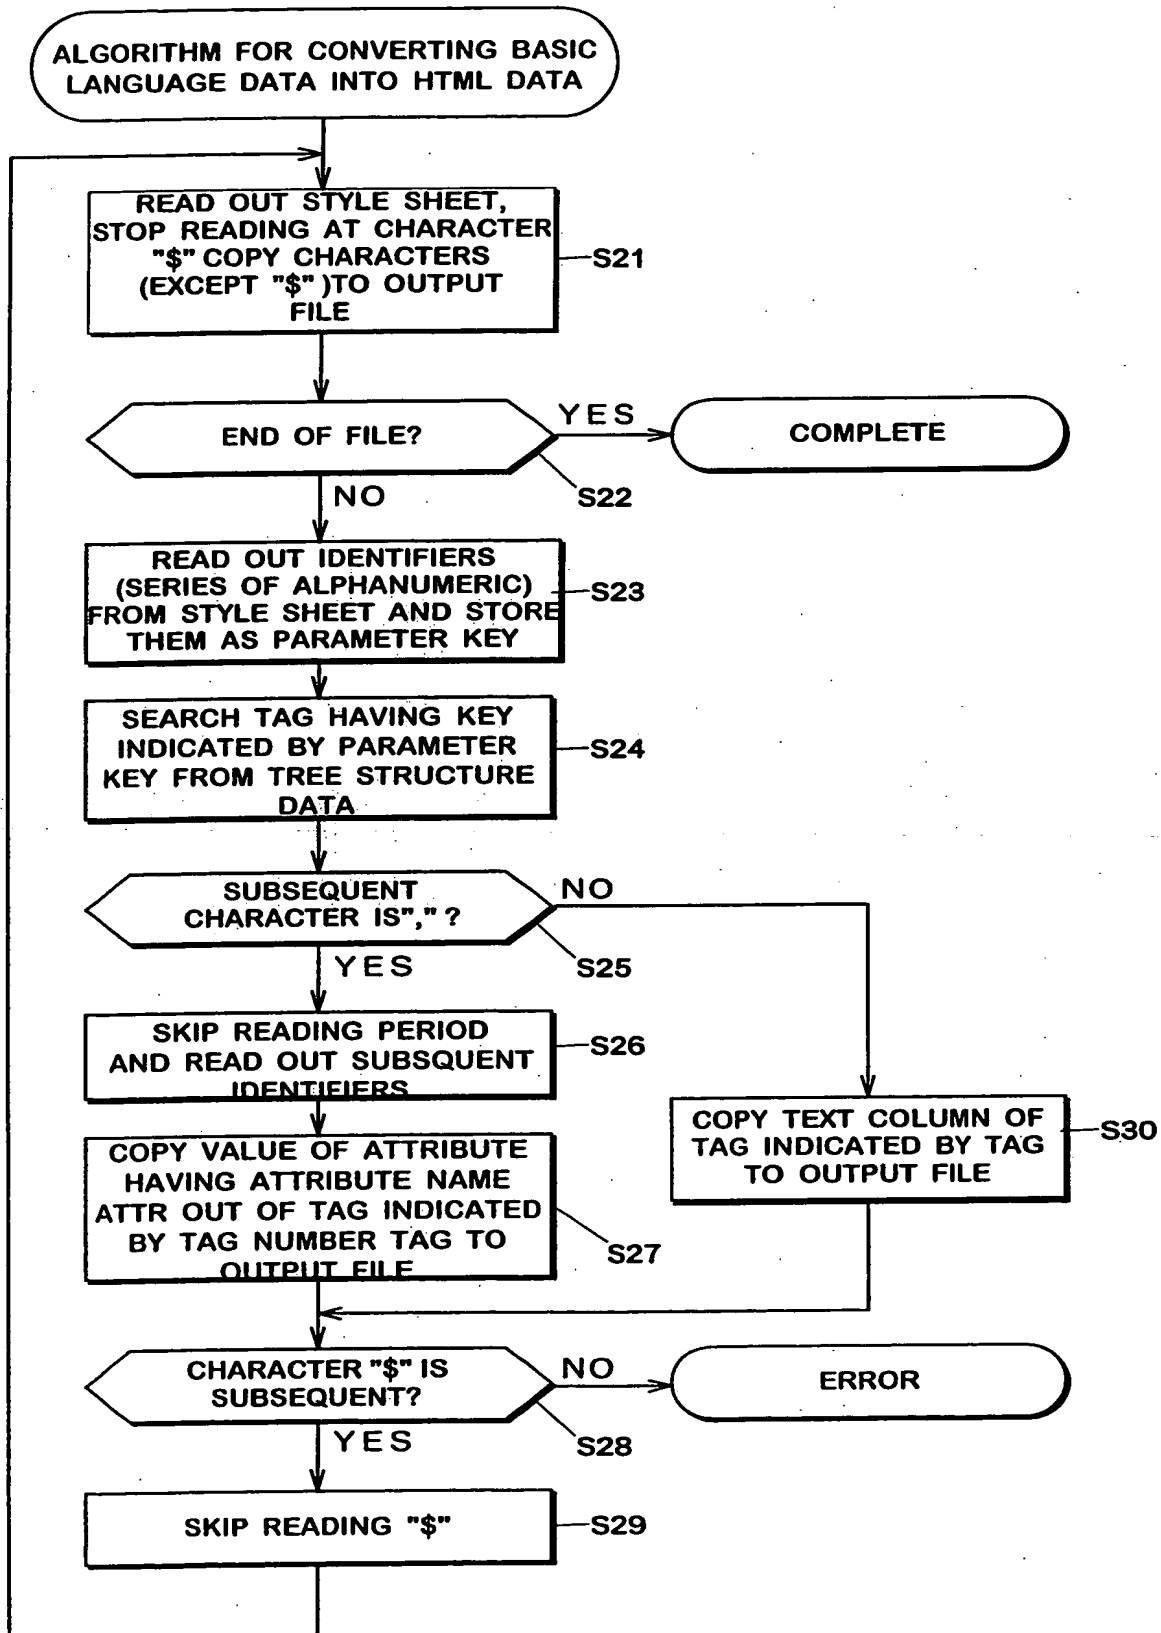 ALGORITHM FOR CONVERTING BASIC
LANGUAGE DATA INTO HTML DATA
READ OUT STYLE SHEET,
STOP READING AT CHARACTER
"$" COPY CHARACTERS
(EXCEPT "$" )TO OUTPUT
FILE
S21
END OF FILE?
YES
COMPLETE
S22
NO
READ OUT IDENTIFIERS
(SERIES OF ALPHANUMERIC)
FROM STYLE SHEET AND STORE
THEM AS PARAMETER KEY
S23
SEARCH TAG HAVING KEY
INDICATED BY PARAMETER
KEY FROM TREE STRUCTURE
DATA
S24
SUBSEQUENT
CHARACTER IS"," ?
NO
S25
YES
SKIP READING PERIOD
AND READ OUT SUBSQUENT
IDENTIFIERS
S26
COPY TEXT COLUMN OF
TAG INDICATED BY TAG
TO OUTPUT FILE
S30
COPY VALUE OF ATTRIBUTE
HAVING ATTRIBUTE NAME
ATTR OUT OF TAG INDICATED
BY TAG NUMBER TAG TO
OUTPUT FILE
S27
CHARACTER "$" IS
SUBSEQUENT?
NO
ERROR
S28
YES
SKIP READING "$"
S29